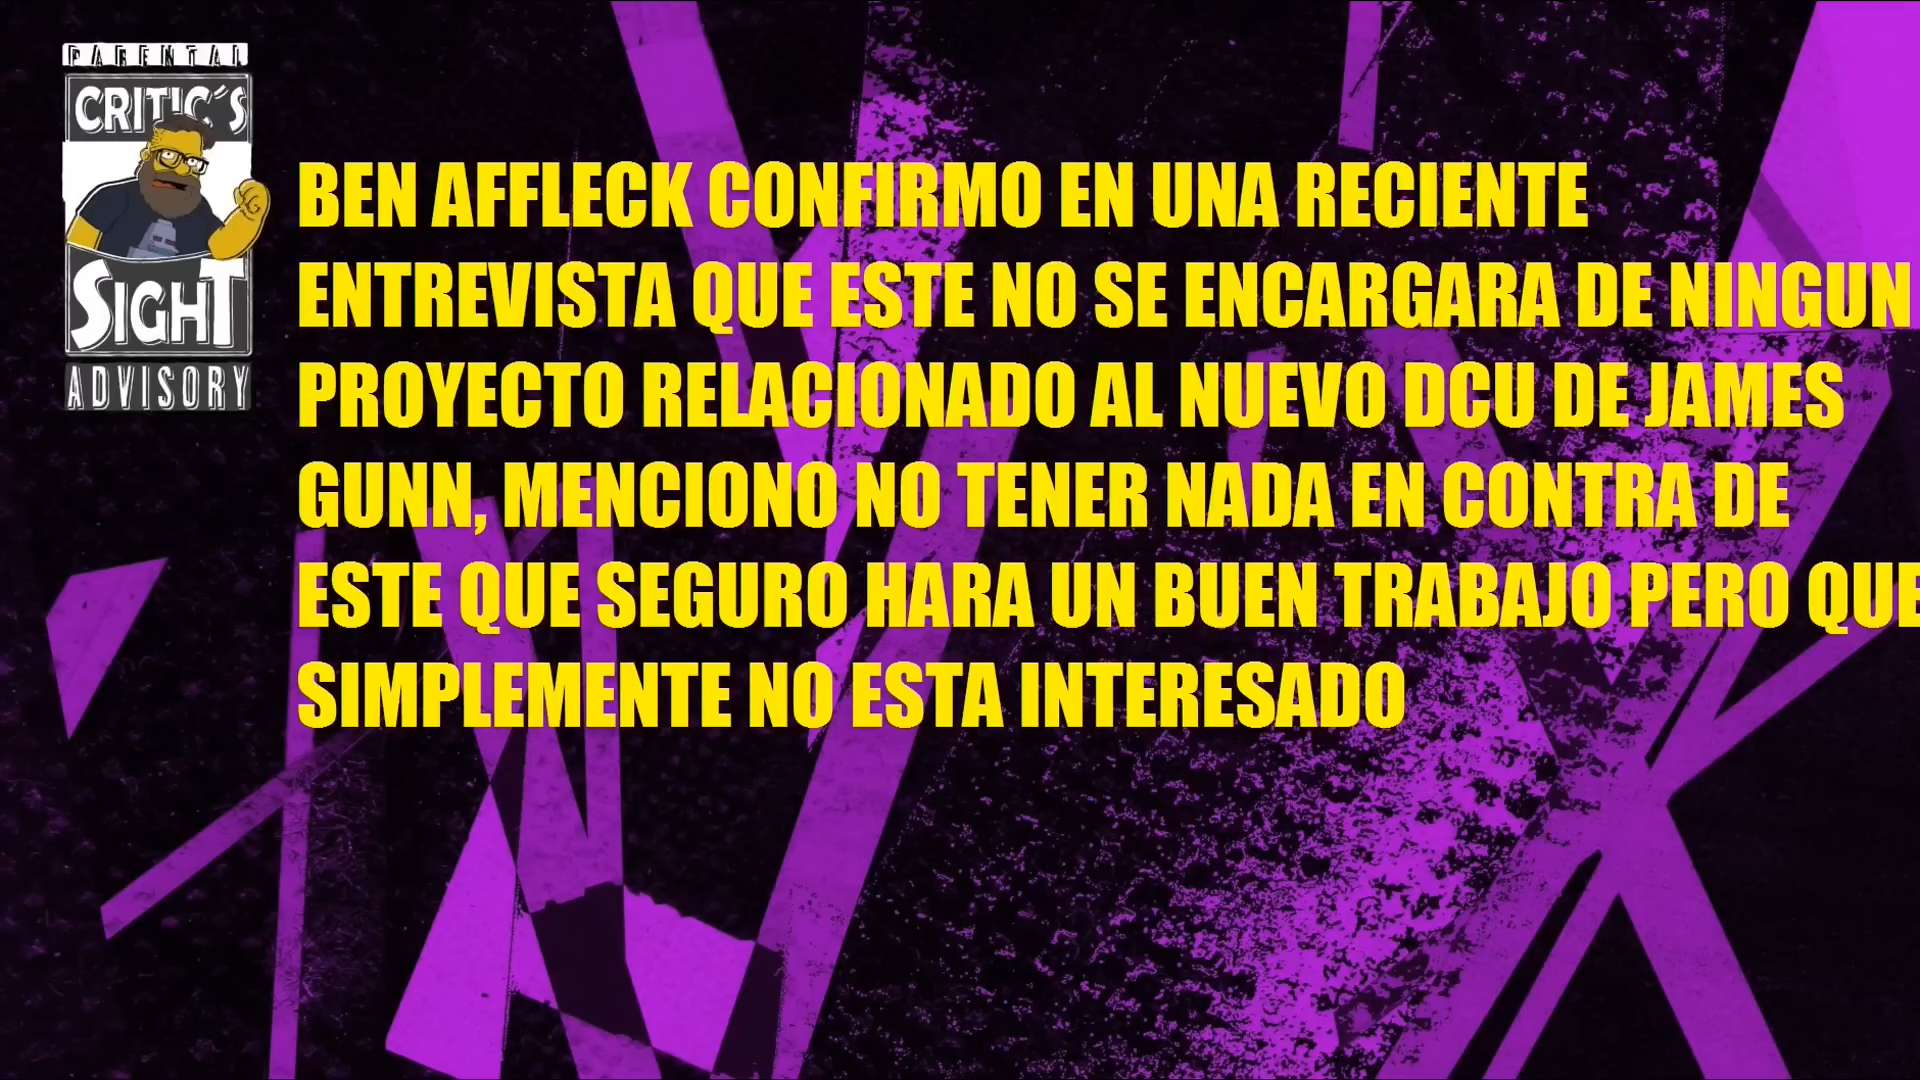 PARENTAL
CRITIC´S
SIGHT
ADVISORY
BEN AFFLECK CONFIRMO EN UNA RECIENTE
ENTREVISTA QUE ESTE NO SE ENCARGARA DE NINGUN
PROYECTO RELACIONADO AL NUEVO DCU DE JAMES
GUNN, MENCIONO NO TENER NADA EN CONTRA DE
ESTE QUE SEGURO HARA UN BUEN TRABAJO PERO QUE
SIMPLEMENTE NO ESTA INTERESADO